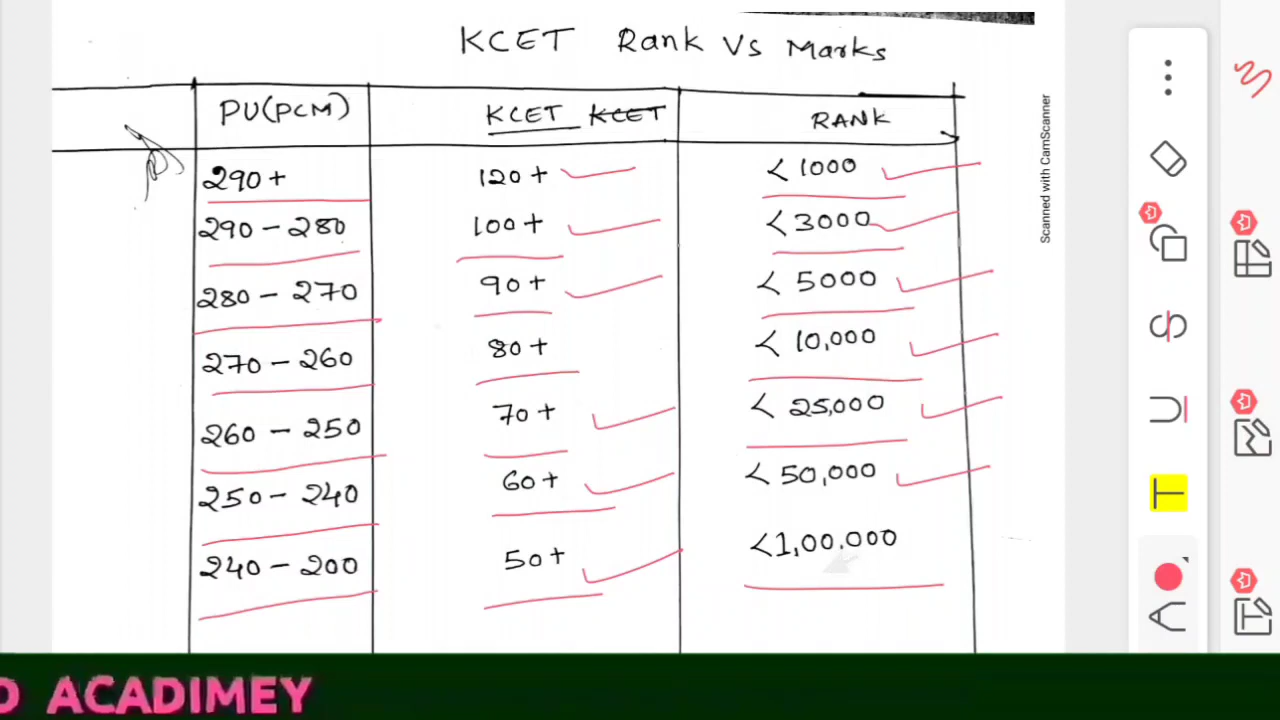 KCET Rank Vs Marks
PU(PCM) KCET KCET RANK
290+ 120+ < 1000
290 - 280 100+ < 3000
280 - 270 90+ < 5000
270 - 260 80+ < 10,000
260 - 250 70+ < 25,000
250 - 240 60+ < 50,000
240 - 200 50+ < 1,00,000
Scanned with CamScanner
ACADIMEY